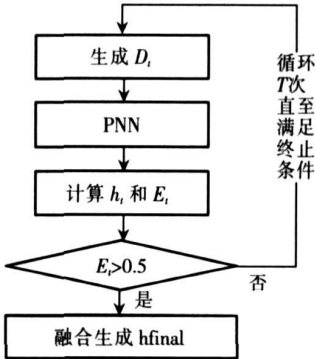 生成 Dt
PNN
计算 ht 和 Et
Et>0.5
是
否
融合生成 hfinal
循环
T次
直至
满足
终止
条件